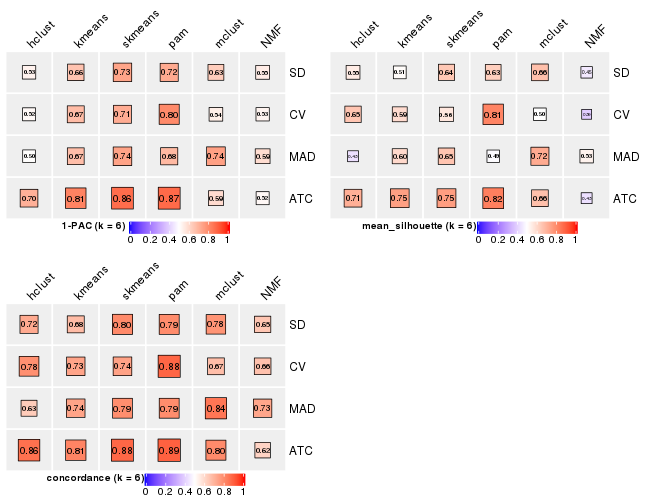 hclust kmeans skmeans pam mclust NMF
0.53 0.66 0.73 0.72 0.63 0.55 SD
0.52 0.67 0.71 0.80 0.54 0.53 CV
0.50 0.67 0.74 0.68 0.74 0.59 MAD
0.70 0.81 0.86 0.87 0.59 0.52 ATC
1-PAC (k = 6)
0 0.2 0.4 0.6 0.8 1
hclust kmeans skmeans pam mclust NMF
0.55 0.51 0.64 0.63 0.66 0.45 SD
0.65 0.59 0.56 0.81 0.50 CV
0.60 0.65 0.49 0.72 0.53 MAD
0.71 0.75 0.75 0.82 0.66 0.43 ATC
mean_silhouette (k = 6)
0 0.2 0.4 0.6 0.8 1
hclust kmeans skmeans pam mclust NMF
0.72 0.68 0.80 0.79 0.78 0.65 SD
0.78 0.73 0.74 0.88 0.67 0.66 CV
0.63 0.74 0.79 0.79 0.84 0.73 MAD
0.86 0.81 0.88 0.89 0.80 0.62 ATC
concordance (k = 6)
0 0.2 0.4 0.6 0.8 1